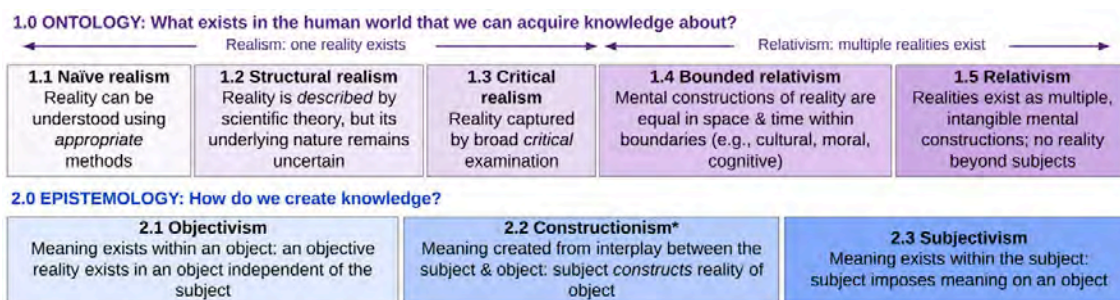 1.0 ONTOLOGY: What exists in the human world that we can acquire knowledge about?
Realism: one reality exists
Relativism: multiple realities exist
1.1 Naïve realism
Reality can be
understood using
appropriate
methods
1.2 Structural realism
Reality is described by
scientific theory, but its
underlying nature remains
uncertain
1.3 Critical
realism
Reality captured
by broad critical
examination
1.4 Bounded relativism
Mental constructions of reality are
equal in space & time within
boundaries (e.g., cultural, moral,
cognitive)
1.5 Relativism
Realities exist as multiple,
intangible mental
constructions; no reality
beyond subjects
2.0 EPISTEMOLOGY: How do we create knowledge?
2.1 Objectivism
Meaning exists within an object: an objective
reality exists in an object independent of the
subject
2.2 Constructionism*
Meaning created from interplay between the
subject & object: subject constructs reality of
object
2.3 Subjectivism
Meaning exists within the subject:
subject imposes meaning on an object